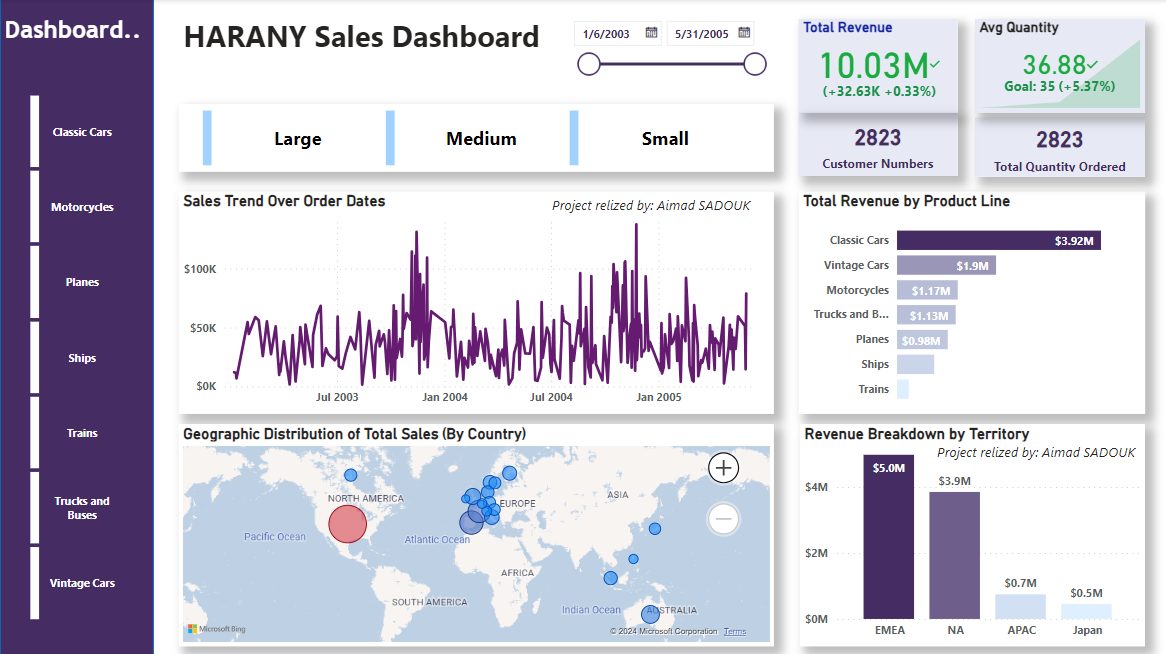 Dashboard..
Classic Cars
Motorcycles
Planes
Ships
Trains
Trucks and
Buses
Vintage Cars
HARANY Sales Dashboard
1/6/2003
5/31/2005
Large
Medium
Small
Total Revenue
10.03M
(+32.63K +0.33%)
Avg Quantity
36.88
Goal: 35 (+5.37%)
2823
Customer Numbers
2823
Total Quantity Ordered
Sales Trend Over Order Dates
Project relized by: Aimad SADOUK
$100K
$50K
$0K
Jul 2003
Jan 2004
Jul 2004
Jan 2005
Total Revenue by Product Line
Classic Cars
$3.92M
Vintage Cars
$1.9M
Motorcycles
$1.17M
Trucks and B...
$1.13M
Planes
$0.98M
Ships
Trains
Geographic Distribution of Total Sales (By Country)
NORTH AMERICA
EUROPE
ASIA
Pacific Ocean
Atlantic Ocean
AFRICA
SOUTH AMERICA
Indian Ocean
AUSTRALIA
Microsoft Bing
© 2024 Microsoft Corporation Terms
Revenue Breakdown by Territory
Project relized by: Aimad SADOUK
$4M
$2M
$0M
$5.0M
$3.9M
$0.7M
$0.5M
EMEA
NA
APAC
Japan